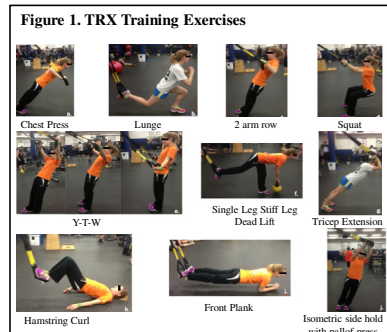 Figure 1. TRX Training Exercises
Chest Press
Lunge
2 arm row
Squat
Y-T-W
Single Leg Stiff Leg
Dead Lift
Tricep Extension
Hamstring Curl
Front Plank
Isometric side hold
with pallof press